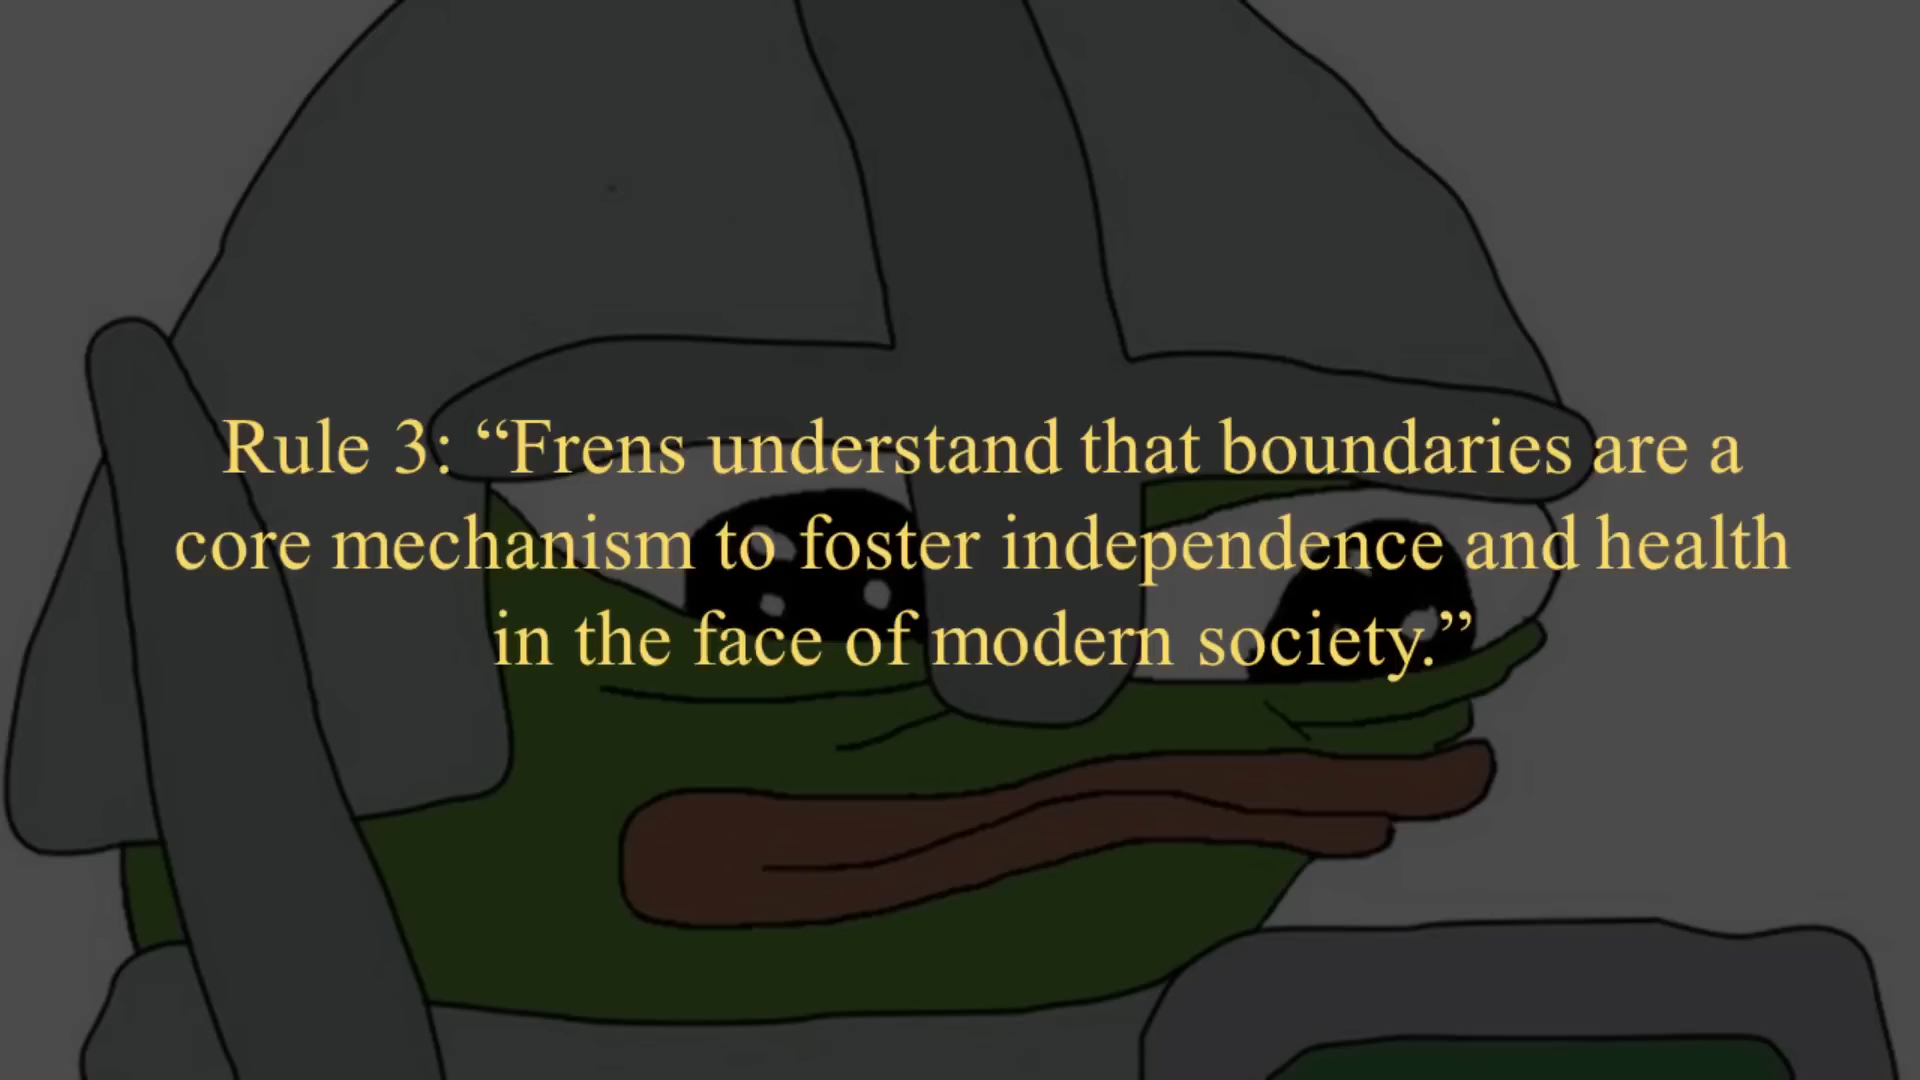 Rule 3: “Frens understand that boundaries are a
core mechanism to foster independence and health
in the face of modern society.”